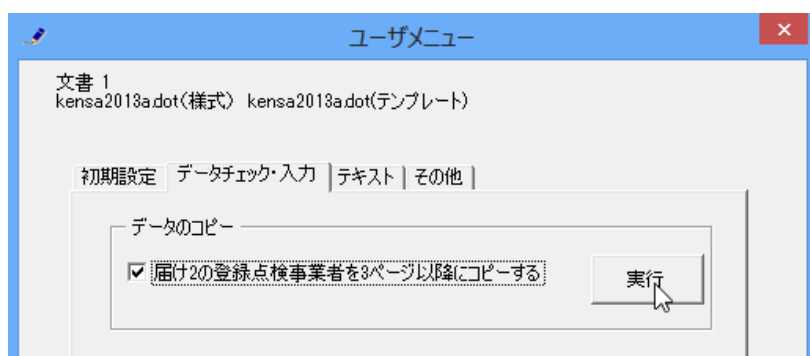 ユーザメニュー
文書 1
kensa2013a.dot(様式) kensa2013a.dot(テンプレート)
初期設定 データチェック・入力 テキスト その他
データのコピー
届け2の登録点検事業者を3ページ以降にコピーする
実行